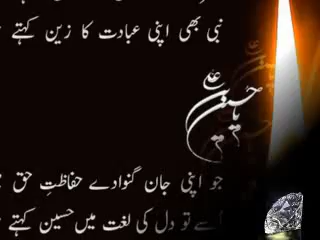 نبی بھی اپنی عبادت کا زین کہتے
یا حسین
جو اپنی جان گنوادے حفاظتِ حق
اُسے تو دل کی لغت میں حسین کہتے